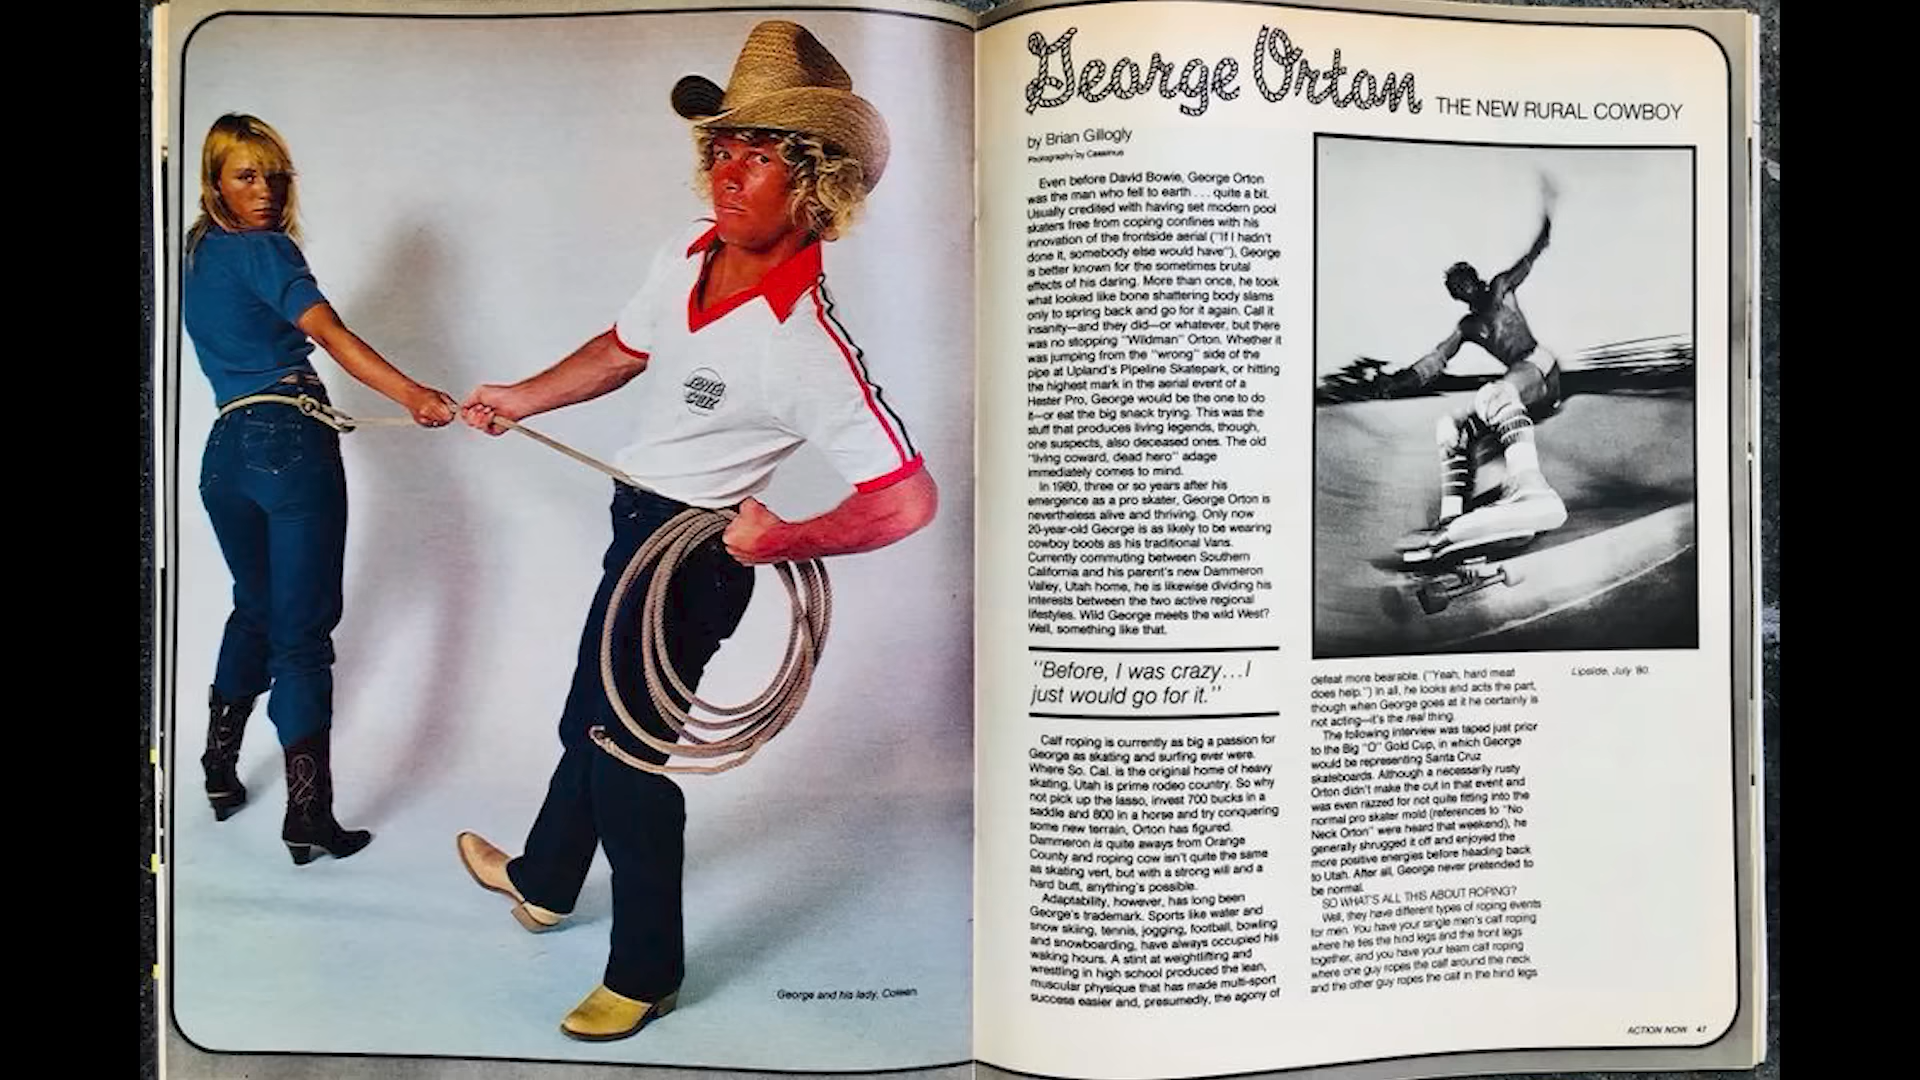 George Orton THE NEW RURAL COWBOY
by Brian Gillogly
Photography by Cassimus
Even before David Bowie, George Orton
was the man who fell to earth . . . quite a bit.
Usually credited with having set modern pool
skaters free from coping confines with his
innovation of the frontside aerial ("If I hadn't
done it, somebody else would have"), George
is better known for the sometimes brutal
effects of his daring. More than once, he took
what looked like bone shattering body slams
only to spring back and go for it again. Call it
insanity—and they did—or whatever, but there
was no stopping "Wildman" Orton. Whether it
was jumping from the "wrong" side of the
pipe at Upland's Pipeline Skatepark, or hitting
the highest mark in the aerial event of a
Hester Pro, George would be the one to do
it—or eat the big snack trying. This was the
stuff that produces living legends, though,
one suspects, also deceased ones. The old
"living coward, dead hero" adage
immediately comes to mind.
In 1980, three or so years after his
emergence as a pro skater, George Orton is
nevertheless alive and thriving. Only now
20-year-old George is as likely to be wearing
cowboy boots as his traditional Vans.
Currently commuting between Southern
California and his parent's new Dammeron
Valley, Utah home, he is likewise dividing his
interests between the two active regional
lifestyles. Wild George meets the wild West?
Well, something like that.
"Before, I was crazy...I
just would go for it."
Calf roping is currently as big a passion for
George as skating and surfing ever were.
Where So. Cal. is the original home of heavy
skating, Utah is prime rodeo country. So why
not pick up the lasso, invest 700 bucks in a
saddle and 800 in a horse and try conquering
some new terrain, Orton has figured.
Dammeron is quite aways from Orange
County and roping cow isn't quite the same
as skating vert, but with a strong will and a
hard butt, anything's possible.
Adaptability, however, has long been
George's trademark. Sports like water and
snow skiing, tennis, jogging, football, bowling
and snowboarding, have always occupied his
waking hours. A stint at weightlifting and
wrestling in high school produced the lean,
muscular physique that has made multi-sport
success easier and, presumedly, the agony of
defeat more bearable. ("Yeah, hard meat
does help.") In all, he looks and acts the part,
though when George goes at it he certainly is
not acting—it's the real thing.
The following interview was taped just prior
to the Big "O" Gold Cup, in which George
would be representing Santa Cruz
skateboards. Although a necessarily rusty
Orton didn't make the cut in that event and
was even razzed for not quite fitting into the
normal pro skater mold (references to "No
Neck Orton" were heard that weekend), he
generally shrugged it off and enjoyed the
more positive energies before heading back
to Utah. After all, George never pretended to
be normal.
SO WHAT'S ALL THIS ABOUT ROPING?
Well, they have different types of roping events
for men. You have your single men's calf roping
where he ties the hind legs and the front legs
together, and you have your team calf roping
where one guy ropes the calf around the neck
and the other guy ropes the calf in the hind legs
Lipslide, July '80.
George and his lady, Coleen
ACTION NOW 47